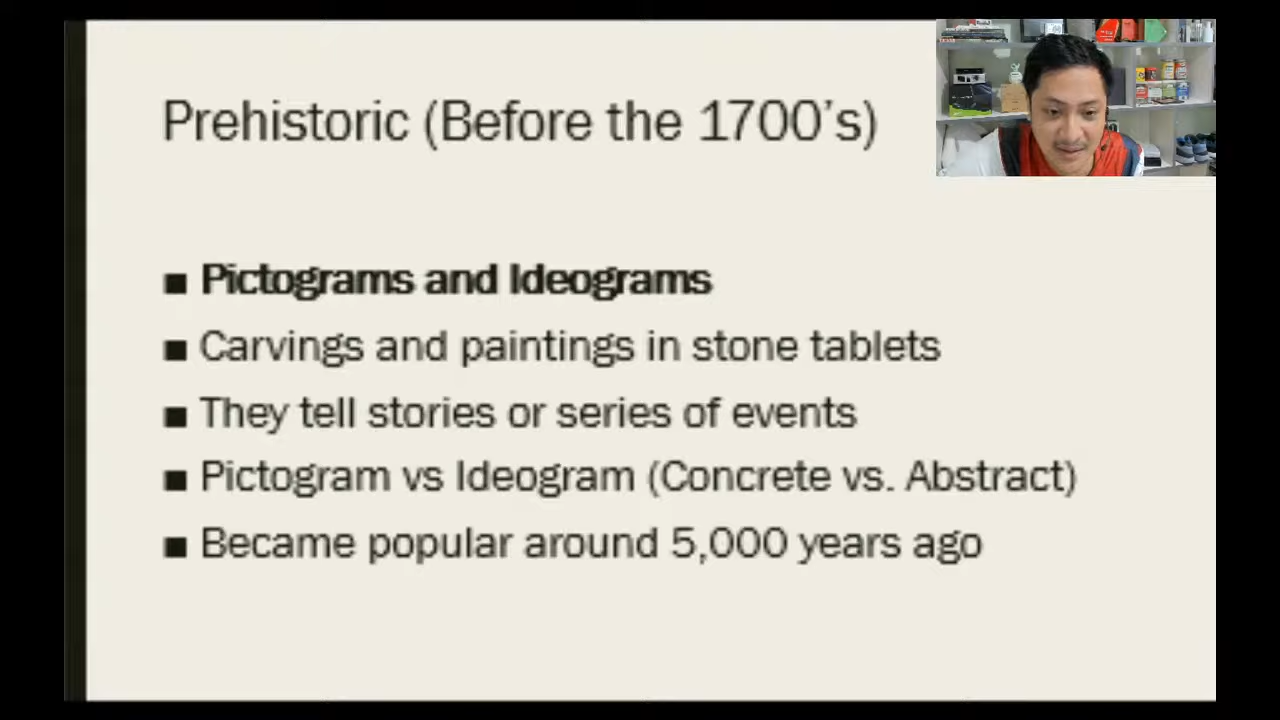 Prehistoric (Before the 1700's)
Pictograms and Ideograms
Carvings and paintings in stone tablets
They tell stories or series of events
Pictogram vs Ideogram (Concrete vs. Abstract)
Became popular around 5,000 years ago